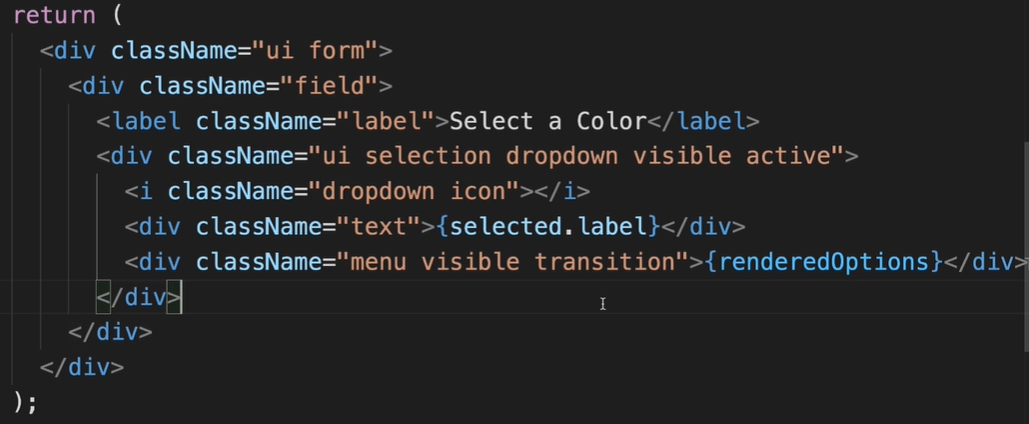 return (
<div className="ui form">
<div className="field">
<label className="label">Select a Color</label>
<div className="ui selection dropdown visible active">
<i className="dropdown icon"></i>
<div className="text">{selected.label}</div>
<div className="menu visible transition">{renderedOptions}</div>
</div>
</div>
</div>
);